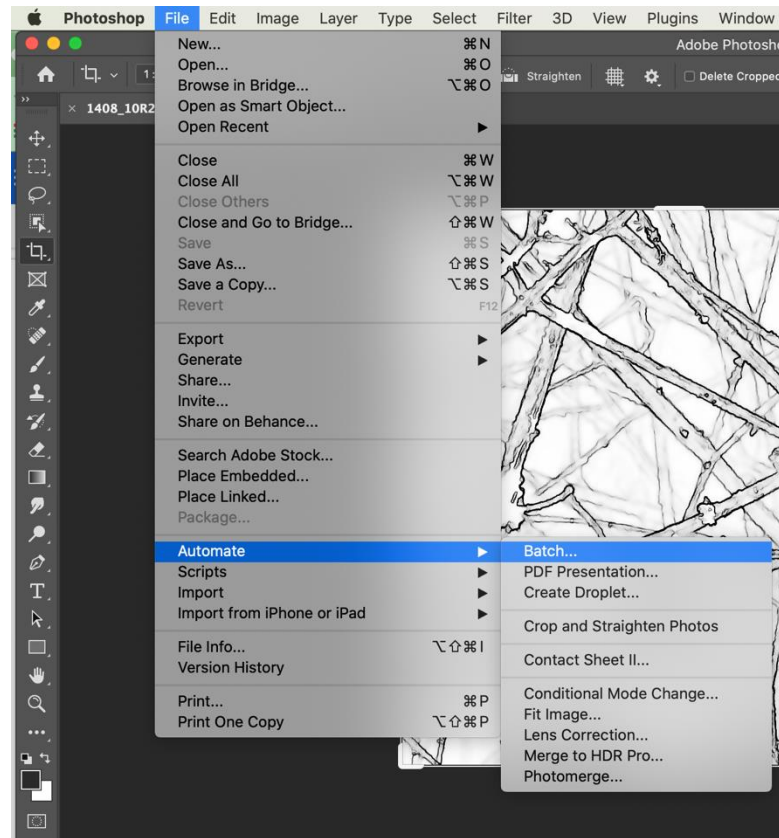 Photoshop File Edit Image Layer Type Select Filter 3D View Plugins Window
Adobe Photosh
1: Straighten Delete Cropped
× 1408_10R2
New... ⌘N
Open... ⌘O
Browse in Bridge... ⌥⌘O
Open as Smart Object...
Open Recent ▶
Close ⌘W
Close All ⌥⌘W
Close Others ⌥⌘P
Close and Go to Bridge... ⇧⌘W
Save ⌘S
Save As... ⇧⌘S
Save a Copy... ⌥⌘S
Revert F12
Export ▶
Generate ▶
Share...
Invite...
Share on Behance...
Search Adobe Stock...
Place Embedded...
Place Linked...
Package...
Automate ▶
Scripts ▶
Import ▶
Import from iPhone or iPad ▶
File Info... ⌥⇧⌘I
Version History
Print... ⌘P
Print One Copy ⌥⇧⌘P
Batch...
PDF Presentation...
Create Droplet...
Crop and Straighten Photos
Contact Sheet II...
Conditional Mode Change...
Fit Image...
Lens Correction...
Merge to HDR Pro...
Photomerge...